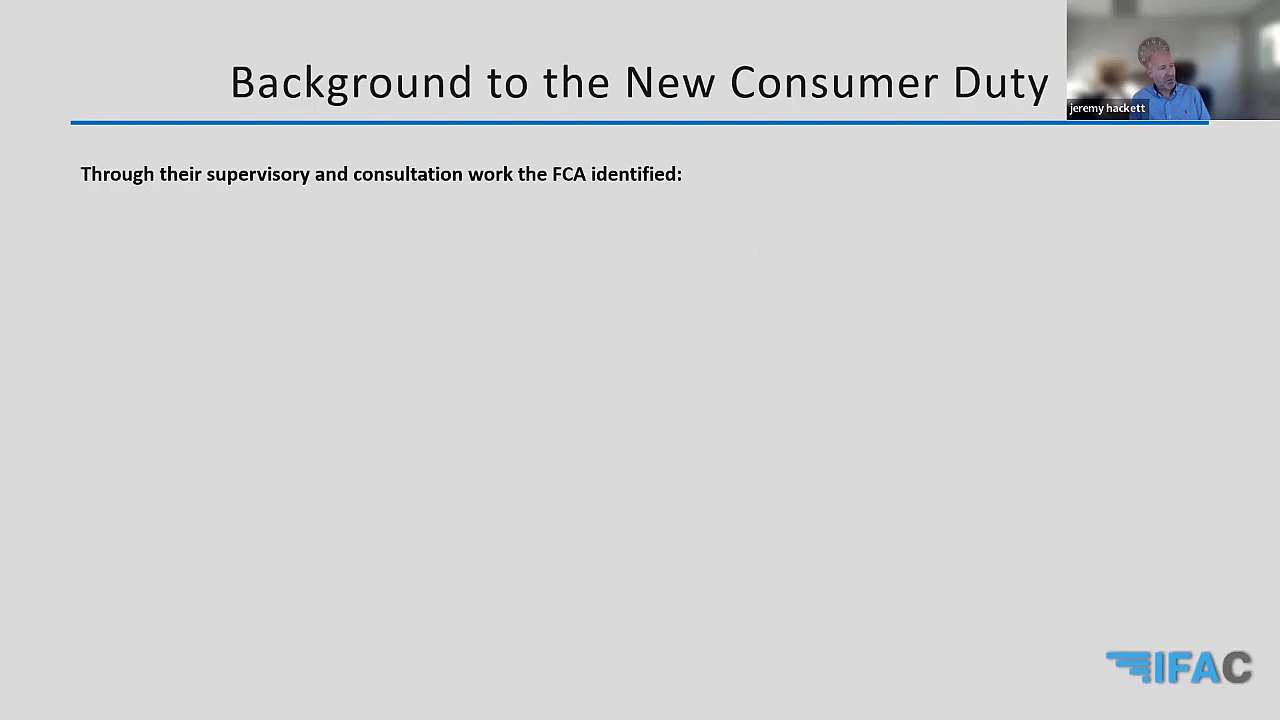 Background to the New Consumer Duty
jeremy hackett
Through their supervisory and consultation work the FCA identified:
IFAC